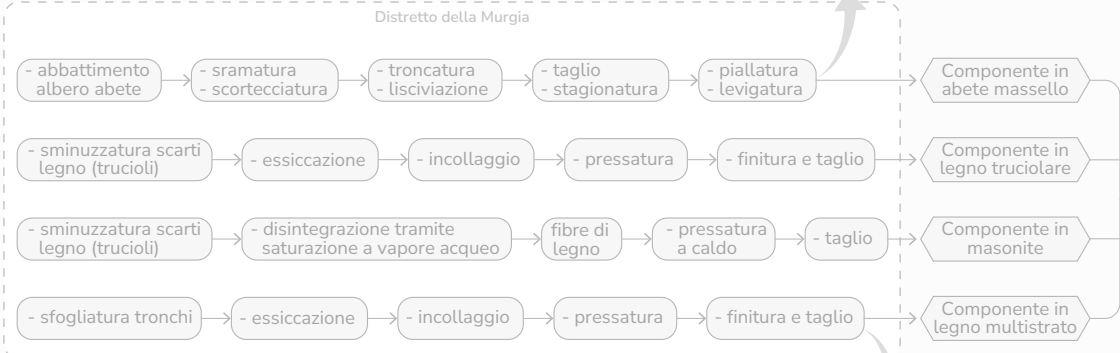 Distretto della Murgia
- abbattimento
albero abete
- sramatura
- scortecciatura
- troncatura
- lisciviazione
- taglio
- stagionatura
- piallatura
- levigatura
Componente in
abete massello
- sminuzzatura scarti
legno (trucioli)
- essiccazione
- incollaggio
- pressatura
- finitura e taglio
Componente in
legno truciolare
- sminuzzatura scarti
legno (trucioli)
- disintegrazione tramite
saturazione a vapore acqueo
fibre di
legno
- pressatura
a caldo
- taglio
Componente in
masonite
- sfogliatura tronchi
- essiccazione
- incollaggio
- pressatura
- finitura e taglio
Componente in
legno multistrato